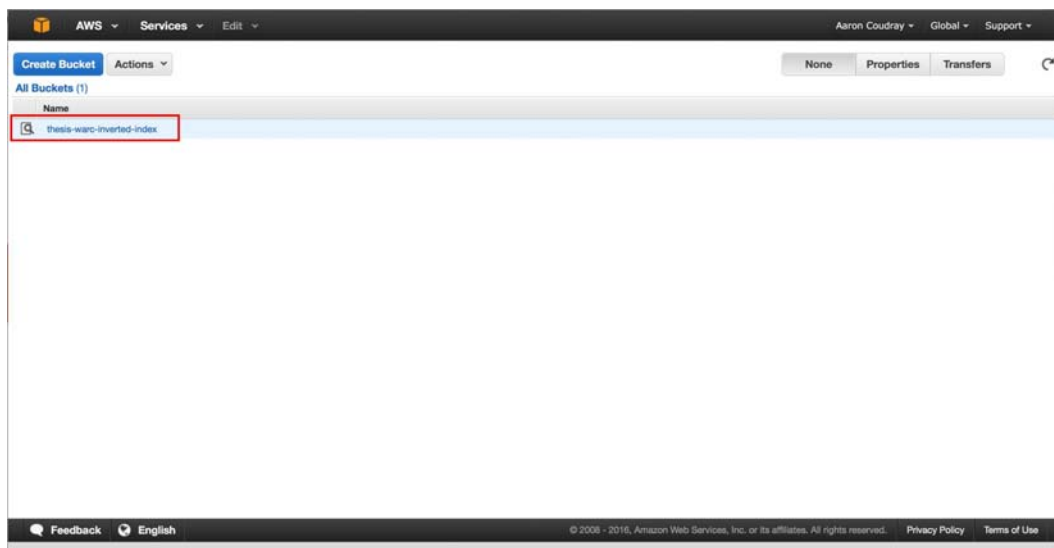 AWS Services Edit Aaron Coudray Global Support
Create Bucket Actions None Properties Transfers
All Buckets (1)
Name
thesis-warc-inverted-index
Feedback English © 2008 - 2016, Amazon Web Services, Inc. or its affiliates. All rights reserved. Privacy Policy Terms of Use